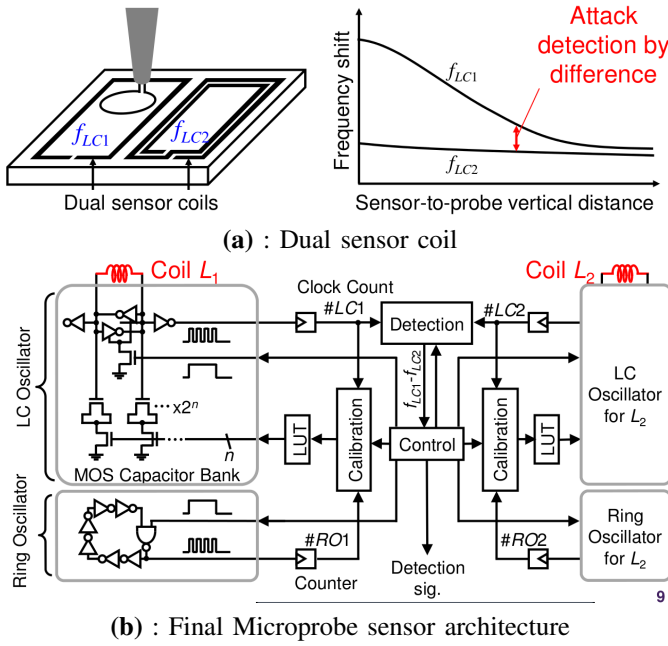 Attack
detection by
difference
Frequency shift
f_LC1
f_LC2
f_LC1
f_LC2
Dual sensor coils
Sensor-to-probe vertical distance
(a) : Dual sensor coil
Coil L1
Coil L2
Clock Count
#LC1
#LC2
Detection
LC Oscillator
f_LC1-f_LC2
LC
Oscillator
for L2
...x2^n
Calibration
Calibration
LUT
LUT
Control
n
MOS Capacitor Bank
Ring Oscillator
#RO1
#RO2
Ring
Oscillator
for L2
Counter
Detection
sig.
9
(b) : Final Microprobe sensor architecture